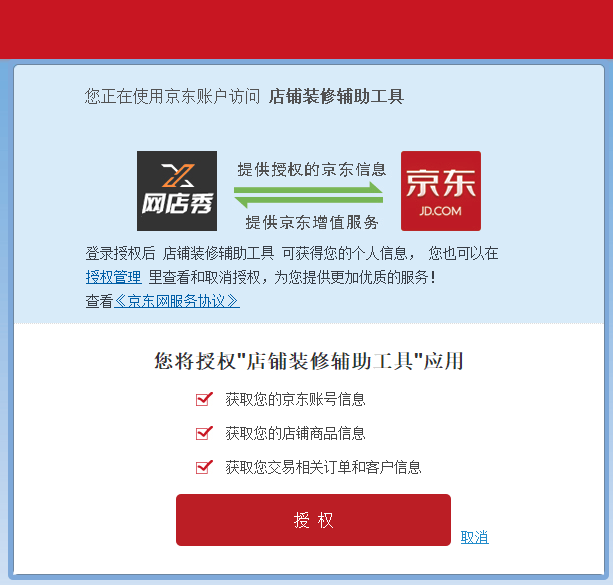 您正在使用京东账户访问 店铺装修辅助工具
网店秀
提供授权的京东信息
提供京东增值服务
京东
JD.COM
登录授权后 店铺装修辅助工具 可获得您的个人信息， 您也可以在
授权管理 里查看和取消授权，为您提供更加优质的服务！
查看《京东网服务协议》
您将授权"店铺装修辅助工具"应用
获取您的京东账号信息
获取您的店铺商品信息
获取您交易相关订单和客户信息
授 权
取消